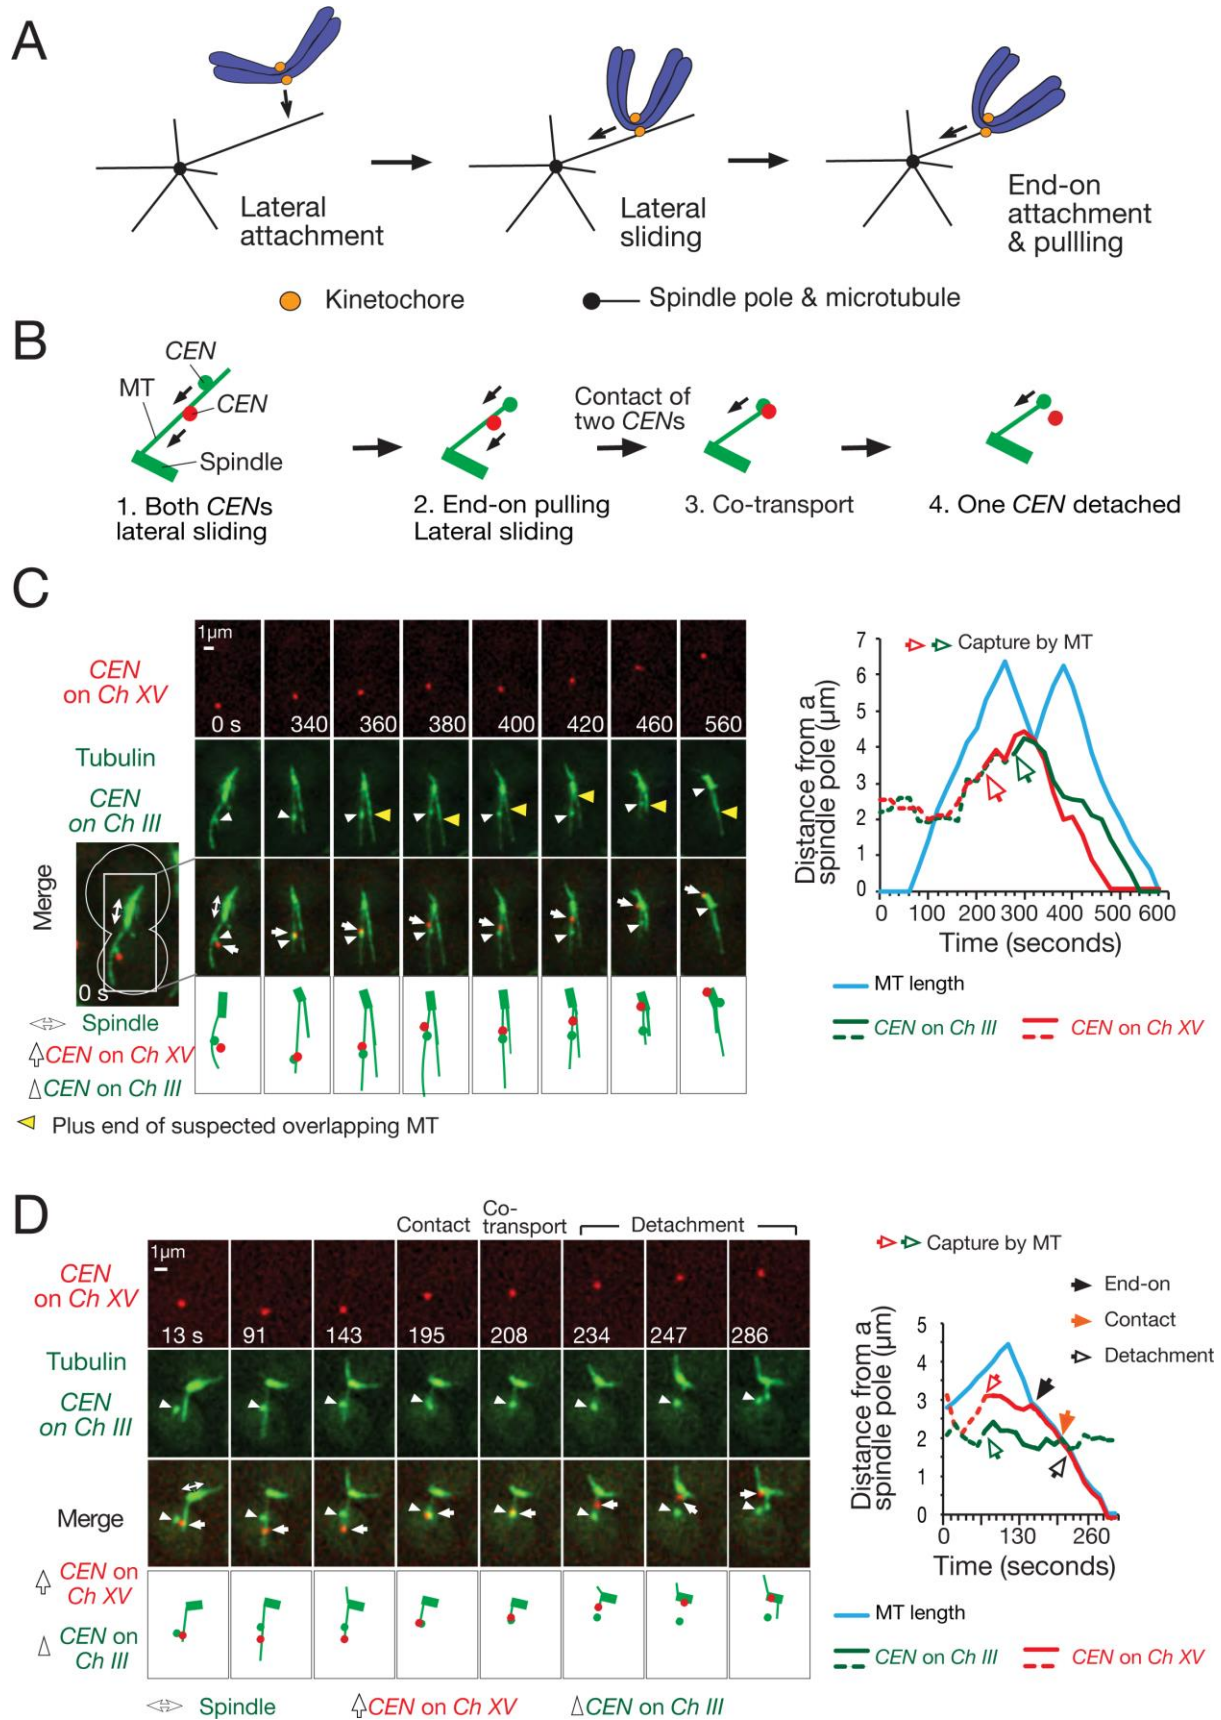 A
Lateral
attachment
Lateral
sliding
End-on
attachment
& pullling
Kinetochore
Spindle pole & microtubule
B
CEN
MT
CEN
Spindle
Contact of
two CENs
1. Both CENs
lateral sliding
2. End-on pulling
Lateral sliding
3. Co-transport
4. One CEN detached
C
1µm
CEN
on Ch XV
0 s
340
360
380
400
420
460
560
Tubulin
CEN
on Ch III
Merge
0 s
Spindle
CEN on Ch XV
CEN on Ch III
Plus end of suspected overlapping MT
Capture by MT
Distance from a
spindle pole (µm)
7
6
5
4
3
2
1
0
0 100 200 300 400 500 600
Time (seconds)
MT length
CEN on Ch III
CEN on Ch XV
D
Contact
Co-
transport
Detachment
1µm
CEN
on Ch XV
13 s
91
143
195
208
234
247
286
Tubulin
CEN
on Ch III
Merge
CEN on
Ch XV
CEN on
Ch III
Spindle
CEN on Ch XV
CEN on Ch III
Capture by MT
End-on
Contact
Detachment
Distance from a
spindle pole (µm)
5
4
3
2
1
0
0 130 260
Time (seconds)
MT length
CEN on Ch III
CEN on Ch XV